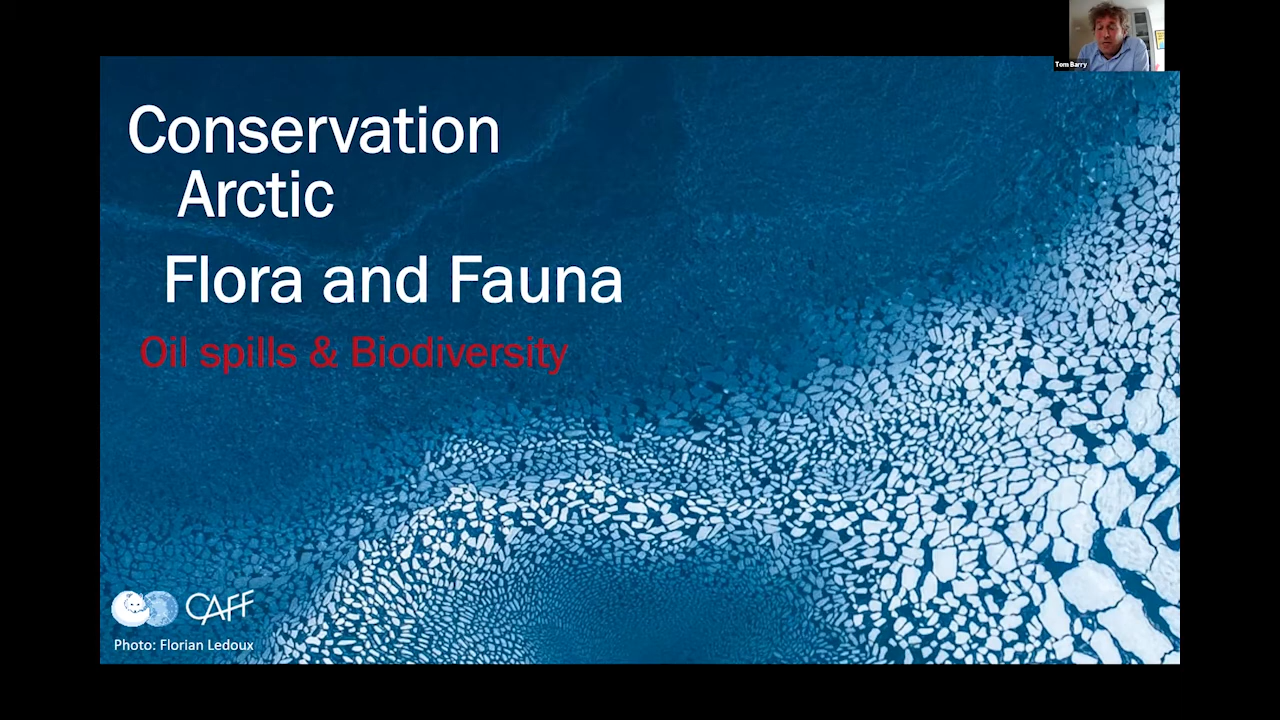 Tom Barry
Conservation
Arctic
Flora and Fauna
Oil spills & Biodiversity
CAFF
Photo: Florian Ledoux